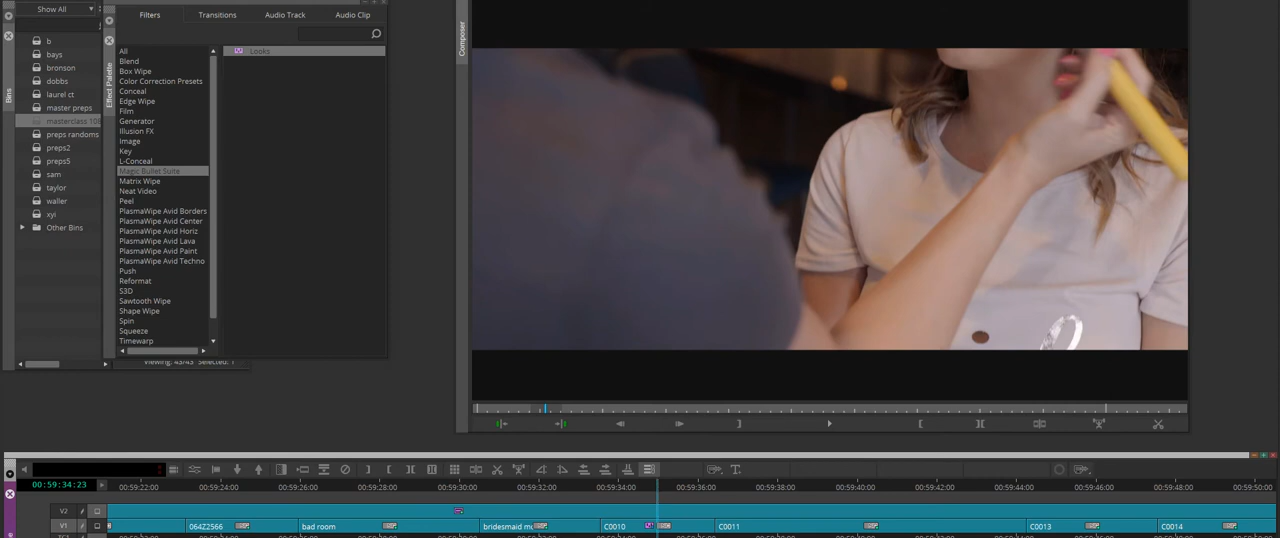 Show All
Bins
b
bays
bronson
dobbs
laurel ct
master preps
masterclass 108
preps randoms
preps2
preps5
sam
taylor
waller
xyi
Other Bins
Filters Transitions Audio Track Audio Clip
Effect Palette
All
Blend
Box Wipe
Color Correction Presets
Conceal
Edge Wipe
Film
Generator
Illusion FX
Image
Key
L-Conceal
Magic Bullet Suite
Matrix Wipe
Neat Video
Peel
PlasmaWipe Avid Borders
PlasmaWipe Avid Center
PlasmaWipe Avid Horiz
PlasmaWipe Avid Lava
PlasmaWipe Avid Paint
PlasmaWipe Avid Techno
Push
Reformat
S3D
Sawtooth Wipe
Shape Wipe
Spin
Squeeze
Timewarp
Looks
Viewing: 43/43 Selected: 1
Composer
00:59:34:23
00:59:22:00 00:59:24:00 00:59:26:00 00:59:28:00 00:59:30:00 00:59:32:00 00:59:34:00 00:59:36:00 00:59:38:00 00:59:40:00 00:59:42:00 00:59:44:00 00:59:46:00 00:59:48:00 00:59:50:00
V2
V1 064Z2566 bad room bridesmaid C0010 C0011 C0013 C0014
TC1